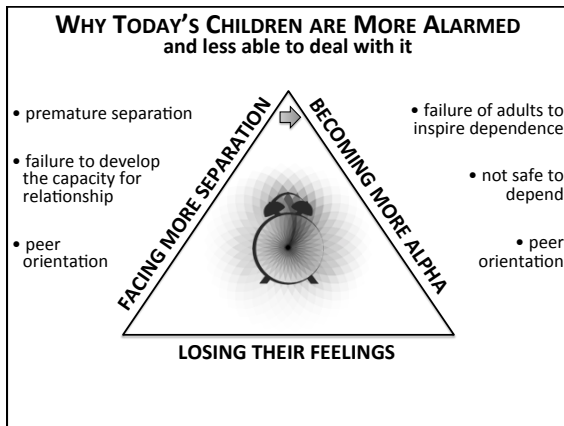 WHY TODAY'S CHILDREN ARE MORE ALARMED
and less able to deal with it
• premature separation
• failure to develop
the capacity for
relationship
• peer
orientation
FACING MORE SEPARATION
BECOMING MORE ALPHA
• failure of adults to
inspire dependence
• not safe to
depend
• peer
orientation
LOSING THEIR FEELINGS